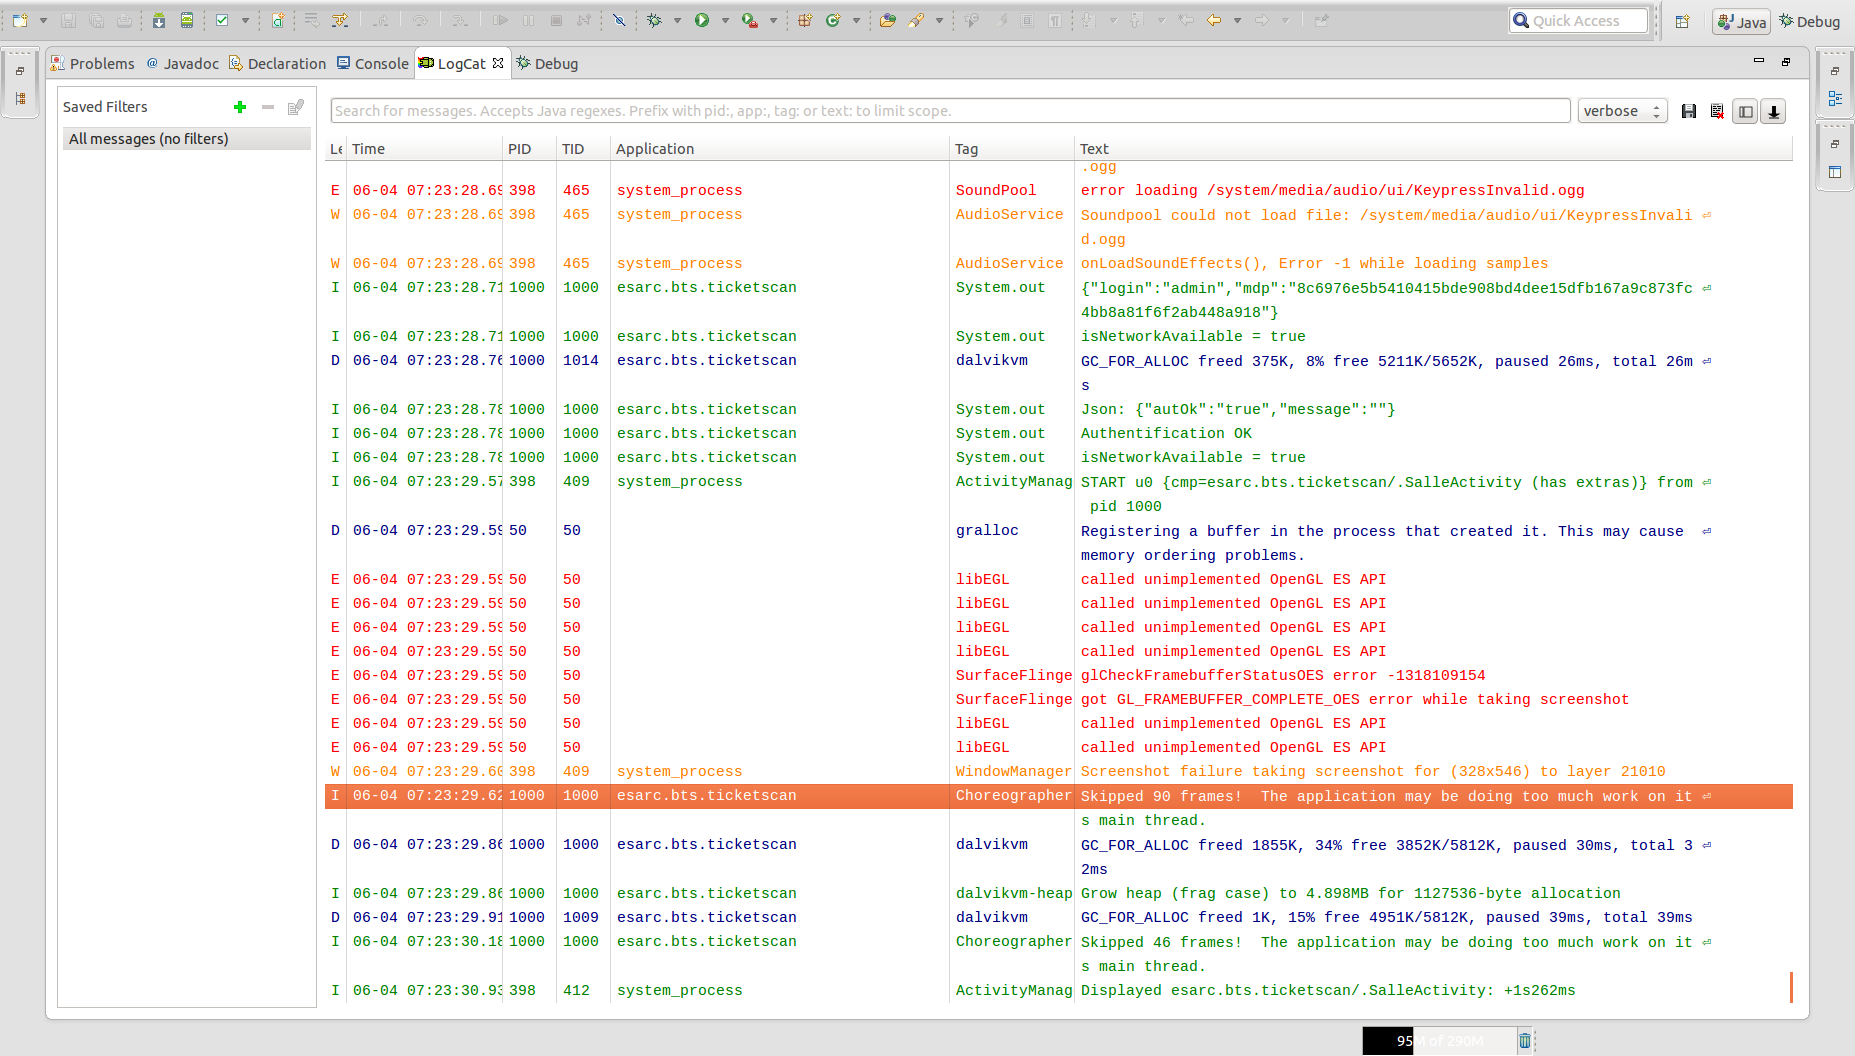 Quick Access
Java
Debug
Problems
Javadoc
Declaration
Console
LogCat
Debug
Saved Filters
All messages (no filters)
Search for messages. Accepts Java regexes. Prefix with pid:, app:, tag: or text: to limit scope.
verbose
Le Time PID TID Application Tag Text
.ogg
E 06-04 07:23:28.69 398 465 system_process SoundPool error loading /system/media/audio/ui/KeypressInvalid.ogg
W 06-04 07:23:28.69 398 465 system_process AudioService Soundpool could not load file: /system/media/audio/ui/KeypressInvali
d.ogg
W 06-04 07:23:28.69 398 465 system_process AudioService onLoadSoundEffects(), Error -1 while loading samples
I 06-04 07:23:28.71 1000 1000 esarc.bts.ticketscan System.out {"login":"admin","mdp":"8c6976e5b5410415bde908bd4dee15dfb167a9c873fc
4bb8a81f6f2ab448a918"}
I 06-04 07:23:28.71 1000 1000 esarc.bts.ticketscan System.out isNetworkAvailable = true
D 06-04 07:23:28.76 1000 1014 esarc.bts.ticketscan dalvikvm GC_FOR_ALLOC freed 375K, 8% free 5211K/5652K, paused 26ms, total 26m
s
I 06-04 07:23:28.78 1000 1000 esarc.bts.ticketscan System.out Json: {"autOk":"true","message":""}
I 06-04 07:23:28.78 1000 1000 esarc.bts.ticketscan System.out Authentification OK
I 06-04 07:23:28.78 1000 1000 esarc.bts.ticketscan System.out isNetworkAvailable = true
I 06-04 07:23:29.57 398 409 system_process ActivityManag START u0 {cmp=esarc.bts.ticketscan/.SalleActivity (has extras)} from
pid 1000
D 06-04 07:23:29.59 50 50 gralloc Registering a buffer in the process that created it. This may cause
memory ordering problems.
E 06-04 07:23:29.59 50 50 libEGL called unimplemented OpenGL ES API
E 06-04 07:23:29.59 50 50 libEGL called unimplemented OpenGL ES API
E 06-04 07:23:29.59 50 50 libEGL called unimplemented OpenGL ES API
E 06-04 07:23:29.59 50 50 libEGL called unimplemented OpenGL ES API
E 06-04 07:23:29.59 50 50 SurfaceFlinge glCheckFramebufferStatusOES error -1318109154
E 06-04 07:23:29.59 50 50 SurfaceFlinge got GL_FRAMEBUFFER_COMPLETE_OES error while taking screenshot
E 06-04 07:23:29.59 50 50 libEGL called unimplemented OpenGL ES API
E 06-04 07:23:29.59 50 50 libEGL called unimplemented OpenGL ES API
W 06-04 07:23:29.60 398 409 system_process WindowManager Screenshot failure taking screenshot for (328x546) to layer 21010
I 06-04 07:23:29.62 1000 1000 esarc.bts.ticketscan Choreographer Skipped 90 frames!  The application may be doing too much work on it
s main thread.
D 06-04 07:23:29.86 1000 1000 esarc.bts.ticketscan dalvikvm GC_FOR_ALLOC freed 1855K, 34% free 3852K/5812K, paused 30ms, total 3
2ms
I 06-04 07:23:29.86 1000 1000 esarc.bts.ticketscan dalvikvm-heap Grow heap (frag case) to 4.898MB for 1127536-byte allocation
D 06-04 07:23:29.91 1000 1009 esarc.bts.ticketscan dalvikvm GC_FOR_ALLOC freed 1K, 15% free 4951K/5812K, paused 39ms, total 39ms
I 06-04 07:23:30.18 1000 1000 esarc.bts.ticketscan Choreographer Skipped 46 frames!  The application may be doing too much work on it
s main thread.
I 06-04 07:23:30.93 398 412 system_process ActivityManag Displayed esarc.bts.ticketscan/.SalleActivity: +1s262ms
95M of 290M